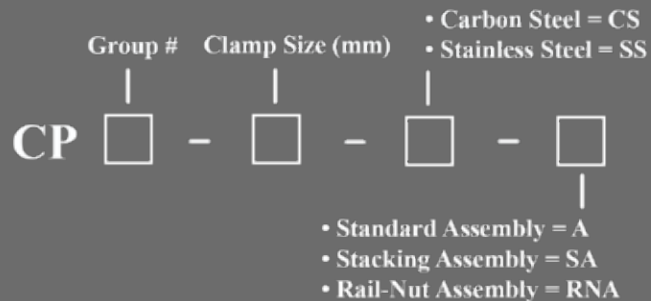 • Carbon Steel = CS
Group # Clamp Size (mm) • Stainless Steel = SS
CP - - -
• Standard Assembly = A
• Stacking Assembly = SA
• Rail-Nut Assembly = RNA